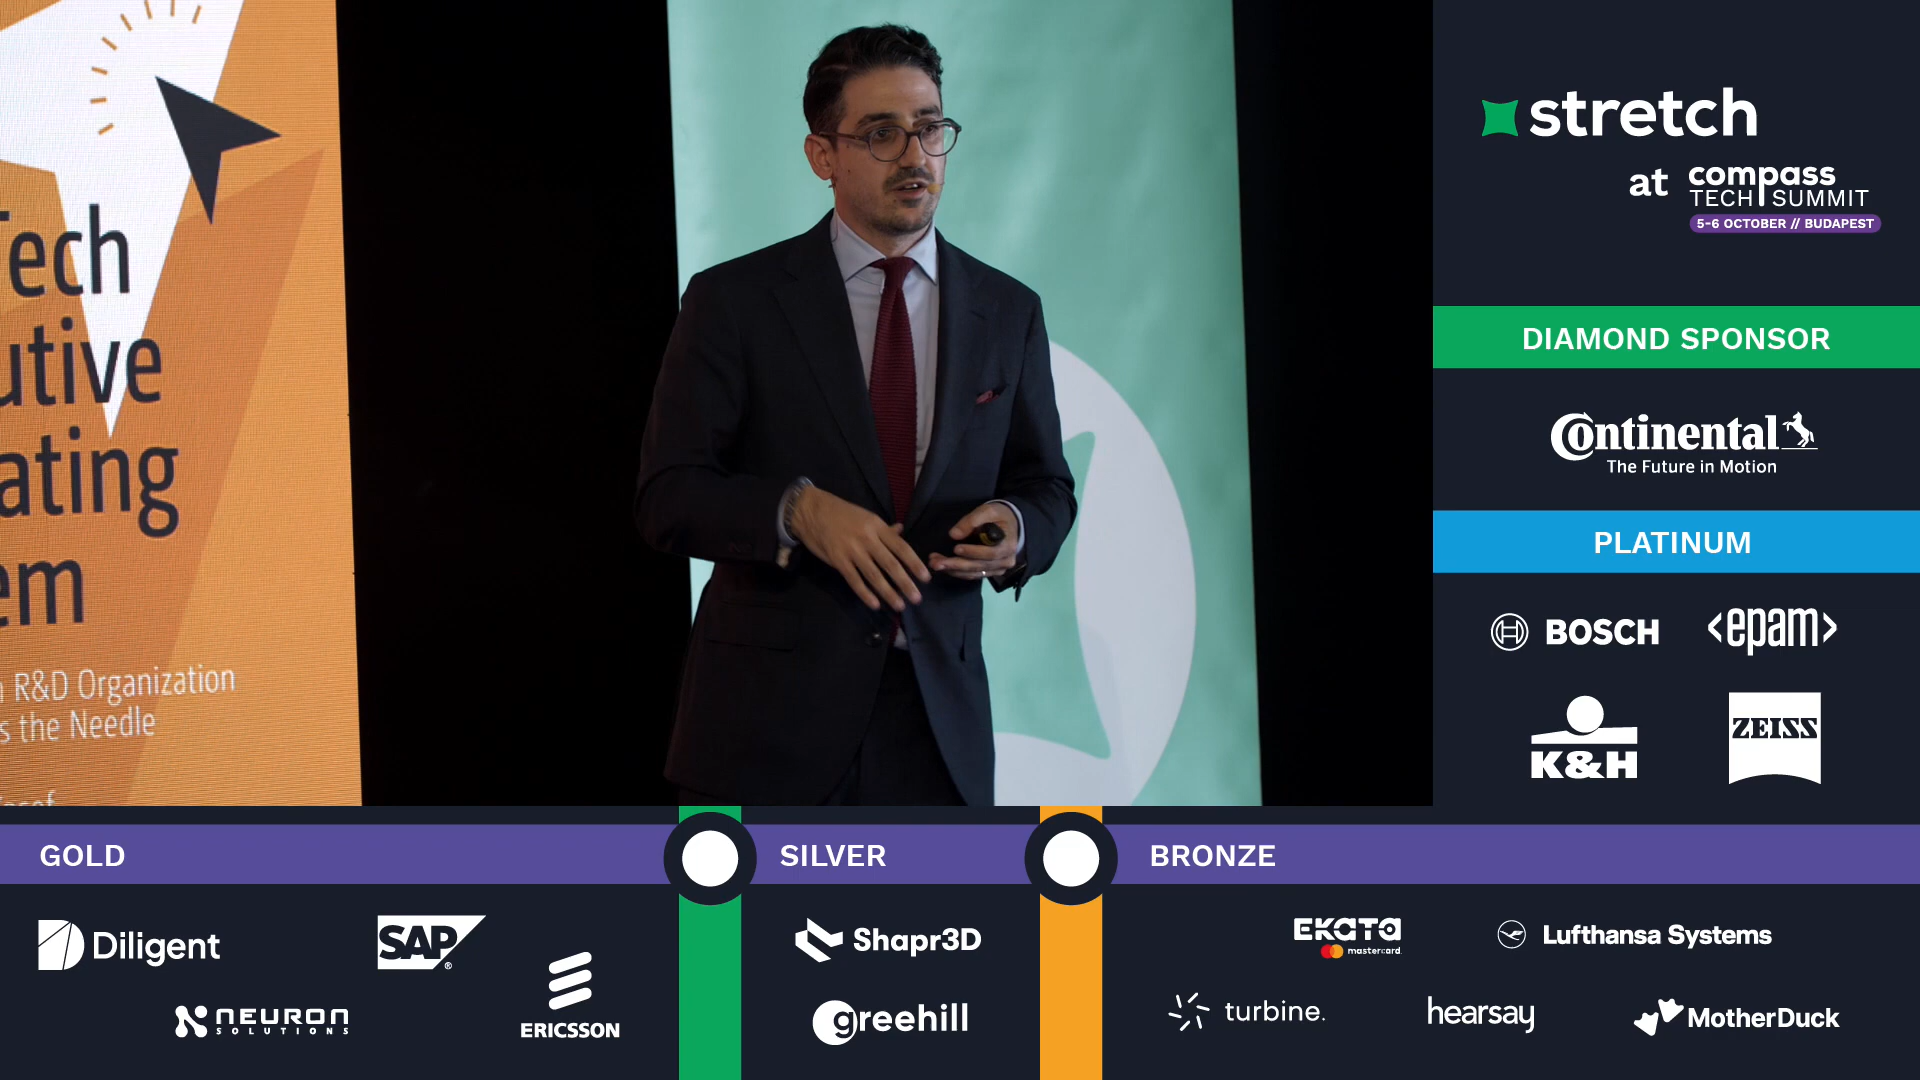 Tech
utive
ating
em
n R&D Organization
s the Needle
stretch
at
compass
TECH SUMMIT
5-6 OCTOBER // BUDAPEST
DIAMOND SPONSOR
Continental
The Future in Motion
PLATINUM
BOSCH
<epam>
K&H
ZEISS
GOLD
SILVER
BRONZE
Diligent
SAP®
NEURON
SOLUTIONS
ERICSSON
Shapr3D
greehill
EKATA
mastercard.
Lufthansa Systems
turbine.
hearsay
MotherDuck